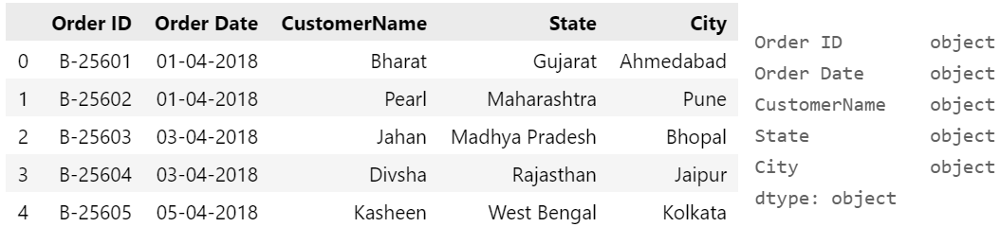 Order ID Order Date CustomerName State City
0 B-25601 01-04-2018 Bharat Gujarat Ahmedabad
1 B-25602 01-04-2018 Pearl Maharashtra Pune
2 B-25603 03-04-2018 Jahan Madhya Pradesh Bhopal
3 B-25604 03-04-2018 Divsha Rajasthan Jaipur
4 B-25605 05-04-2018 Kasheen West Bengal Kolkata
Order ID object
Order Date object
CustomerName object
State object
City object
dtype: object